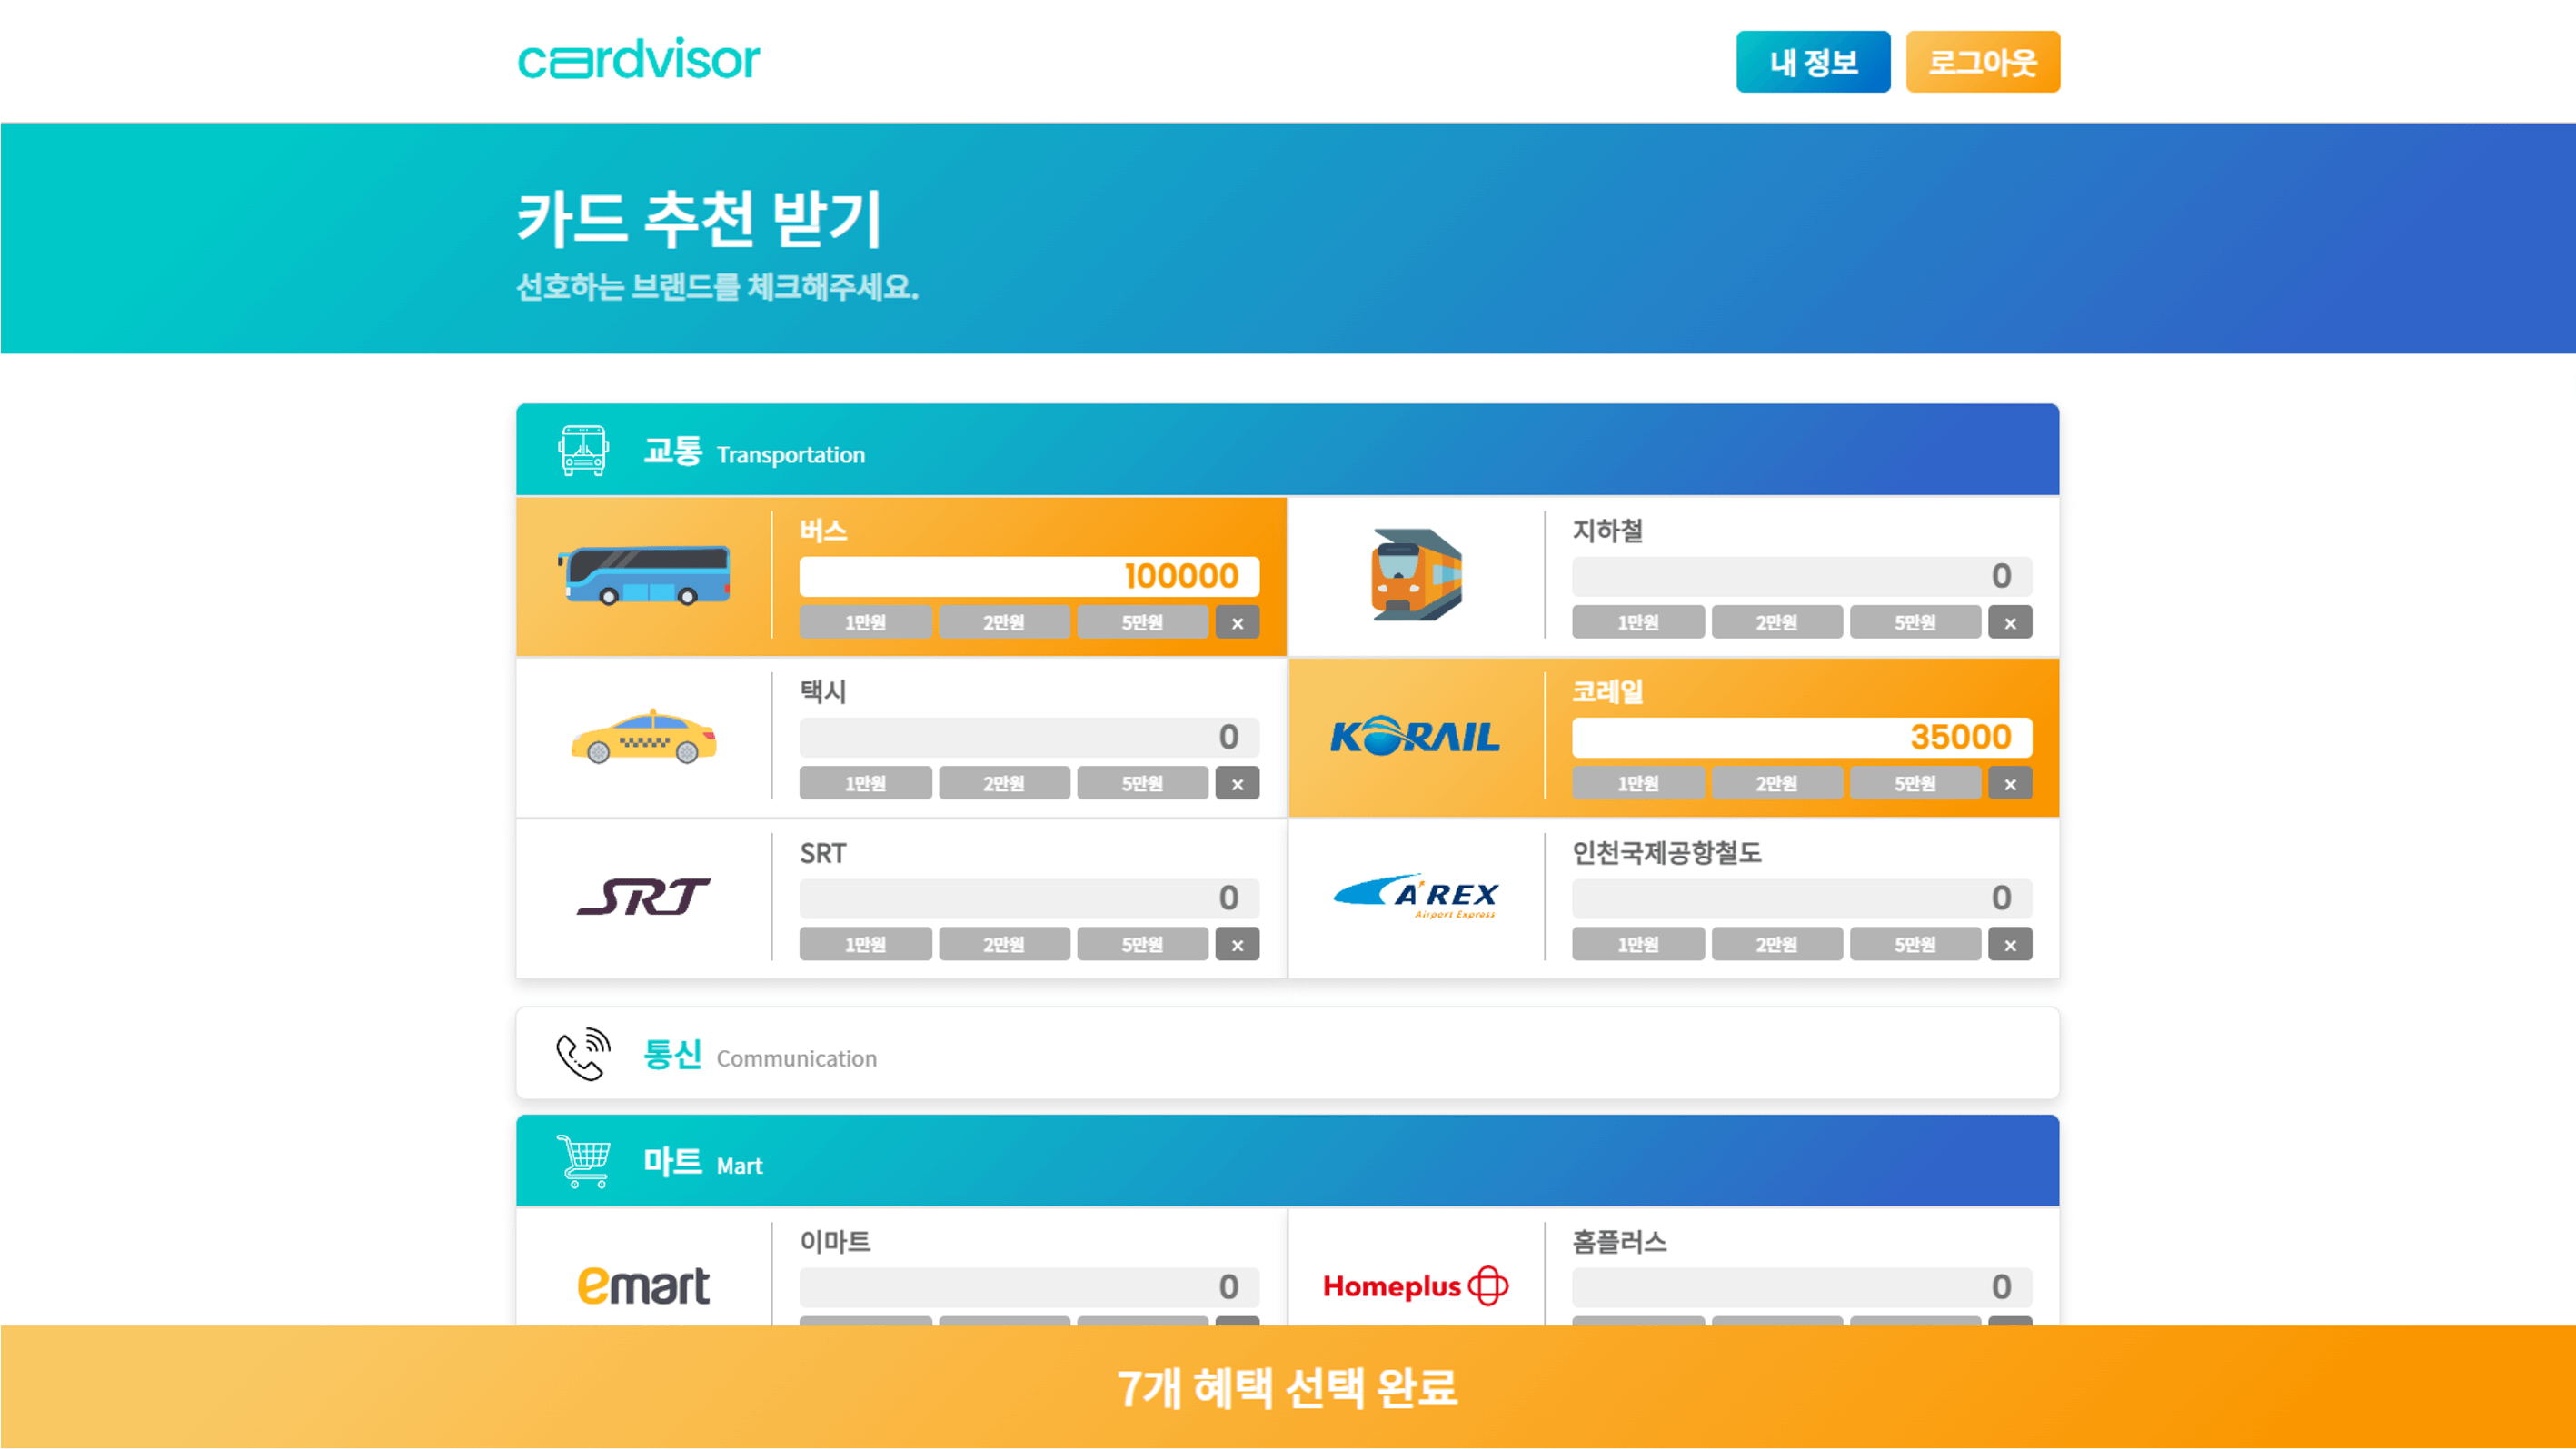 cardvisor
내 정보
로그아웃
카드 추천 받기
선호하는 브랜드를 체크해주세요.
교통 Transportation
버스
100000
1만원 2만원 5만원 ×
지하철
0
1만원 2만원 5만원 ×
택시
0
1만원 2만원 5만원 ×
KORAIL
코레일
35000
1만원 2만원 5만원 ×
SRT
SRT
0
1만원 2만원 5만원 ×
A'REX
Airport Express
인천국제공항철도
0
1만원 2만원 5만원 ×
통신 Communication
마트 Mart
emart
이마트
0
Homeplus
홈플러스
0
7개 혜택 선택 완료